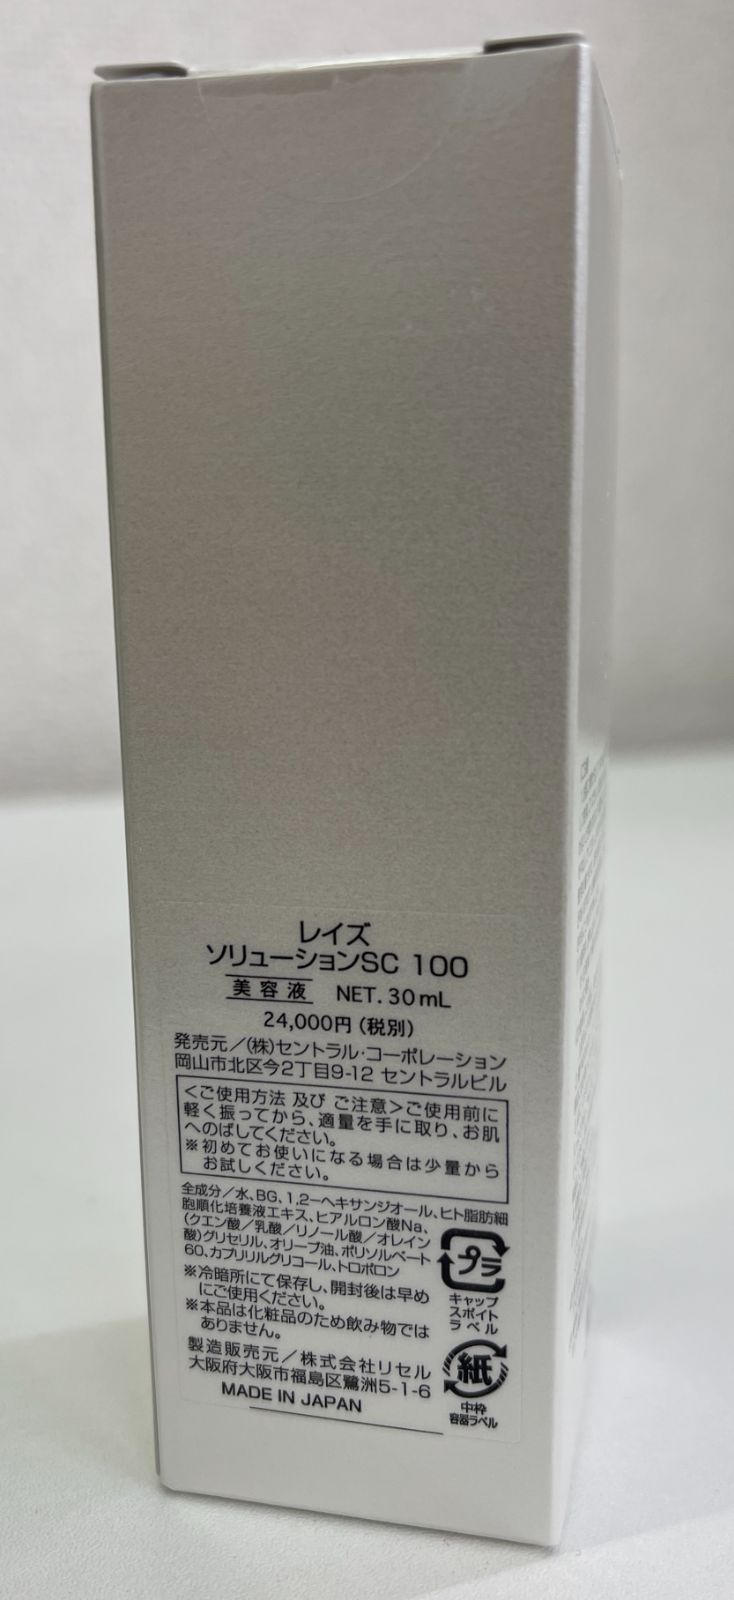 レイズ
ソリューションSC 100
美容液 NET. 30mL
24,000円(税別)
発売元/(株)セントラル・コーポレーション
岡山市北区今2丁目9-12 セントラルビル
<ご使用方法 及び ご注意>ご使用前に
軽く振ってから、適量を手に取り、お肌
へのばしてください。
※初めてお使いになる場合は少量から
お試しください。
全成分/水、BG、1,2-ヘキサンジオール、ヒト脂肪細
胞順化培養液エキス、ヒアルロン酸Na、
(クエン酸/乳酸/リノール酸/オレイン
酸)グリセリル、オリーブ油、ポリソルベート
60、カプリリルグリコール、トロポロン
※冷暗所にて保存し、開封後は早め
にご使用ください。
※本品は化粧品のため飲み物では
ありません。
製造販売元/株式会社リセル
大阪府大阪市福島区鷺洲5-1-6
MADE IN JAPAN
プラ
キャップ
スポイト
ラベル
紙
中枠
容器ラベル